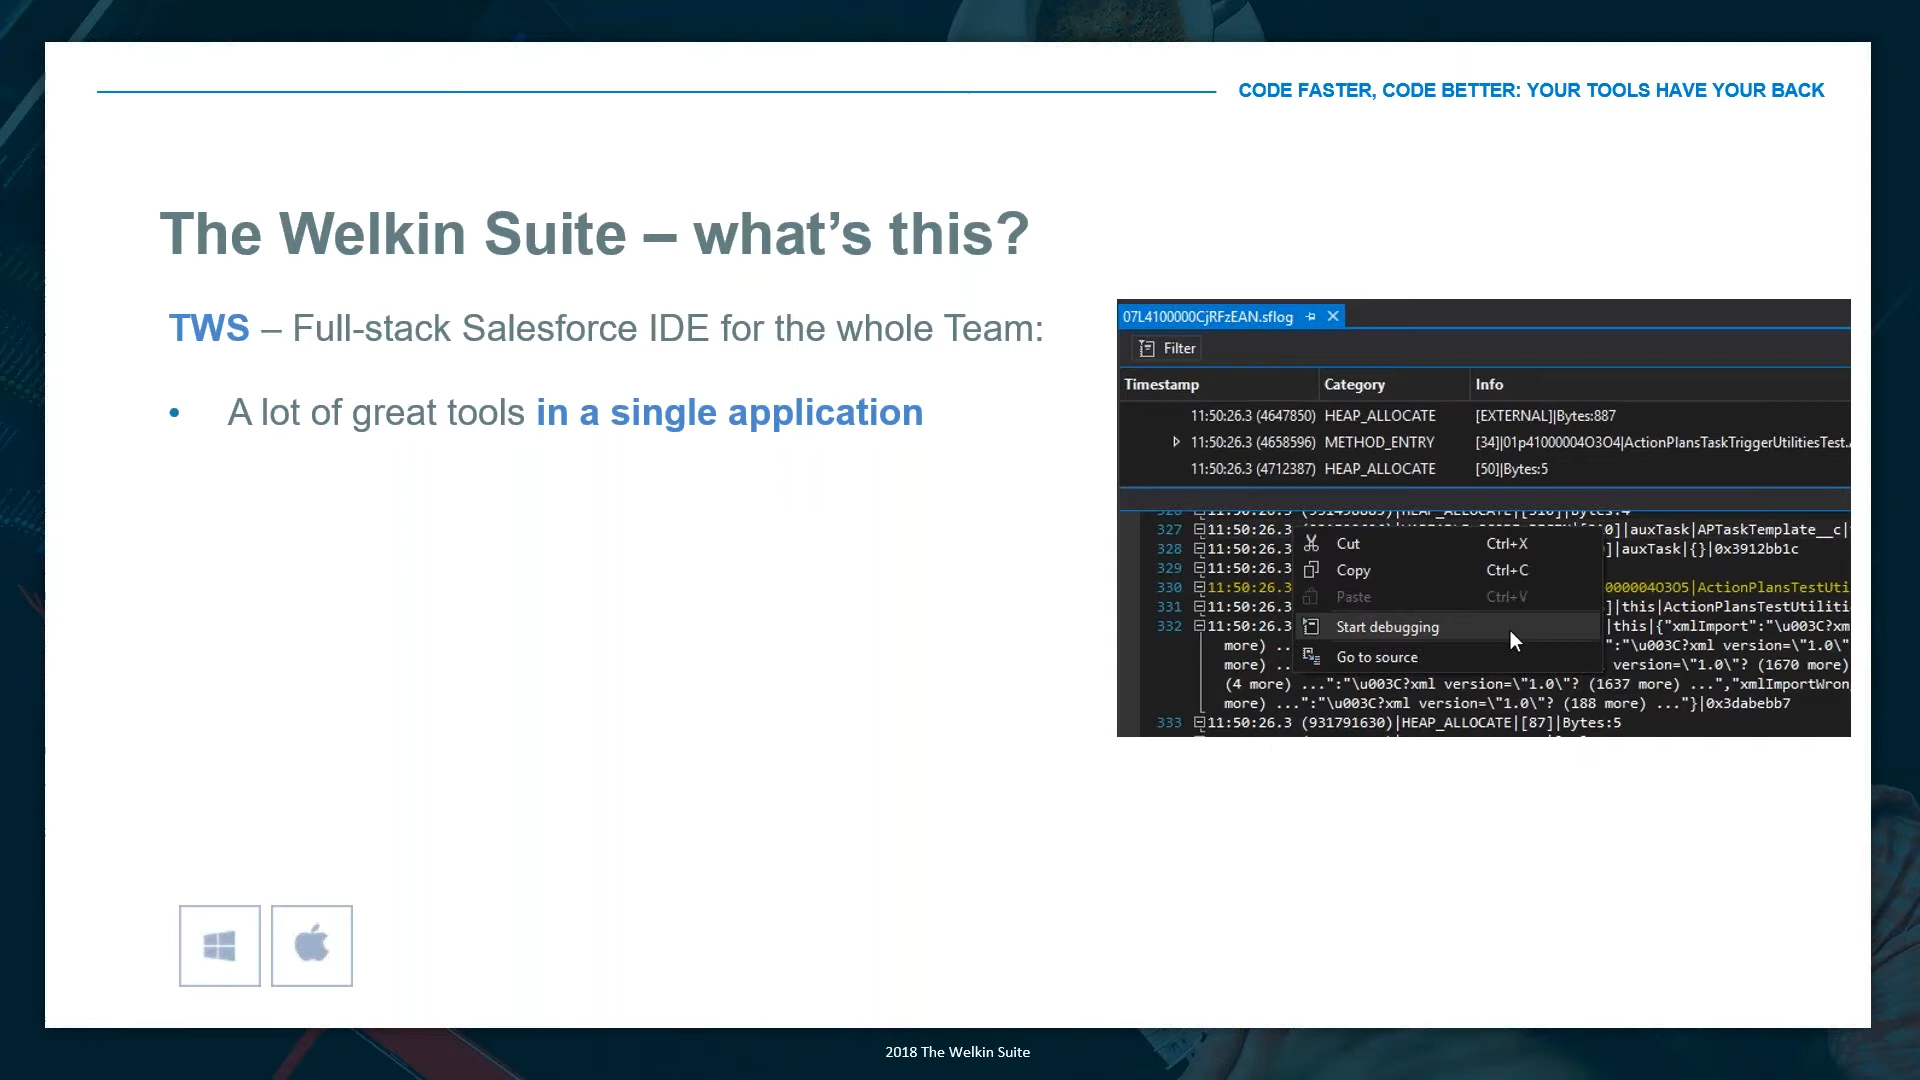 CODE FASTER, CODE BETTER: YOUR TOOLS HAVE YOUR BACK
The Welkin Suite – what’s this?
TWS – Full-stack Salesforce IDE for the whole Team:
• A lot of great tools in a single application
07L4100000CjRFzEAN.sflog
Filter
Timestamp Category Info
11:50:26.3 (4647850) HEAP_ALLOCATE [EXTERNAL]|Bytes:887
11:50:26.3 (4658596) METHOD_ENTRY [34]|01p41000004O3O4|ActionPlansTaskTriggerUtilitiesTest.
11:50:26.3 (4712387) HEAP_ALLOCATE [50]|Bytes:5
327 11:50:26.3 0]|auxTask|APTaskTemplate__c|
328 11:50:26.3 ]|auxTask|{}|0x3912bb1c
329 11:50:26.3
330 11:50:26.3 000004O3O5|ActionPlansTestUti
331 11:50:26.3 ]|this|ActionPlansTestUtiliti
332 11:50:26.3 |this|{"xmlImport":"\u003C?xm
more) .. ":"\u003C?xml version=\"1.0\"
more) .. version=\"1.0\"? (1670 more)
(4 more) ...":"\u003C?xml version=\"1.0\"? (1637 more) ...","xmlImportWron
more) ...":"\u003C?xml version=\"1.0\"? (188 more) ..."}|0x3dabebb7
333 11:50:26.3 (931791630)|HEAP_ALLOCATE|[87]|Bytes:5
Cut Ctrl+X
Copy Ctrl+C
Paste Ctrl+V
Start debugging
Go to source
2018 The Welkin Suite